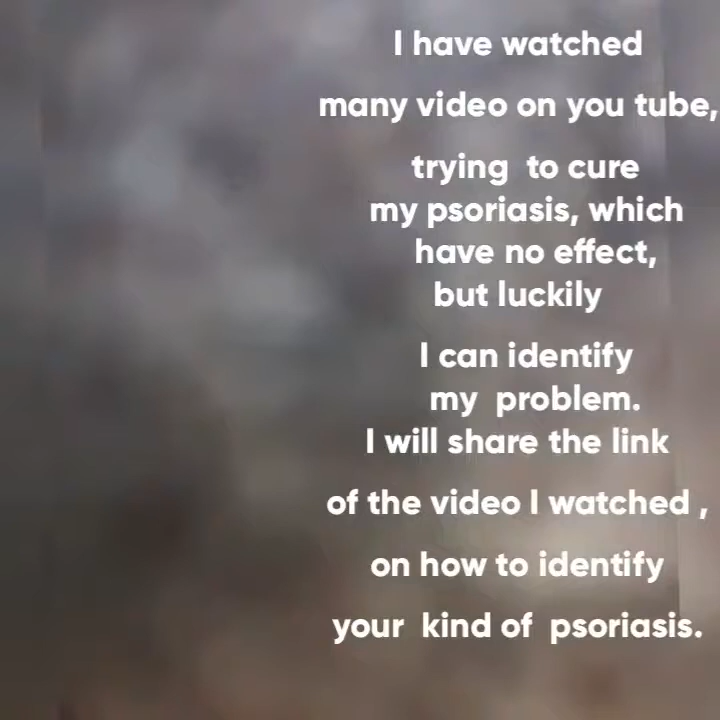 I have watched
many video on you tube,
trying to cure
my psoriasis, which
have no effect,
but luckily
I can identify
my problem.
I will share the link
of the video I watched ,
on how to identify
your kind of psoriasis.